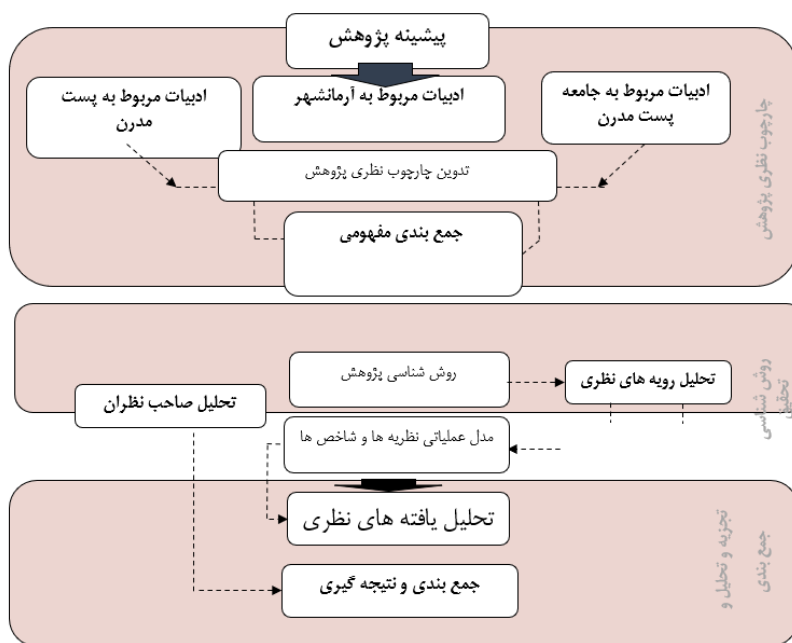 پیشینه پژوهش
ادبیات مربوط به جامعه
پست مدرن
ادبیات مربوط به آرمانشهر
ادبیات مربوط به پست
مدرن
تدوین چارچوب نظری پژوهش
جمع بندی مفهومی
چارچوب نظری پژوهش
روش شناسی پژوهش
تحلیل رویه های نظری
تحلیل صاحب نظران
مدل عملیاتی نظریه ها و شاخص ها
روش شناسی
تحقیق
تحلیل یافته های نظری
جمع بندی و نتیجه گیری
تجزیه و تحلیل و
جمع بندی